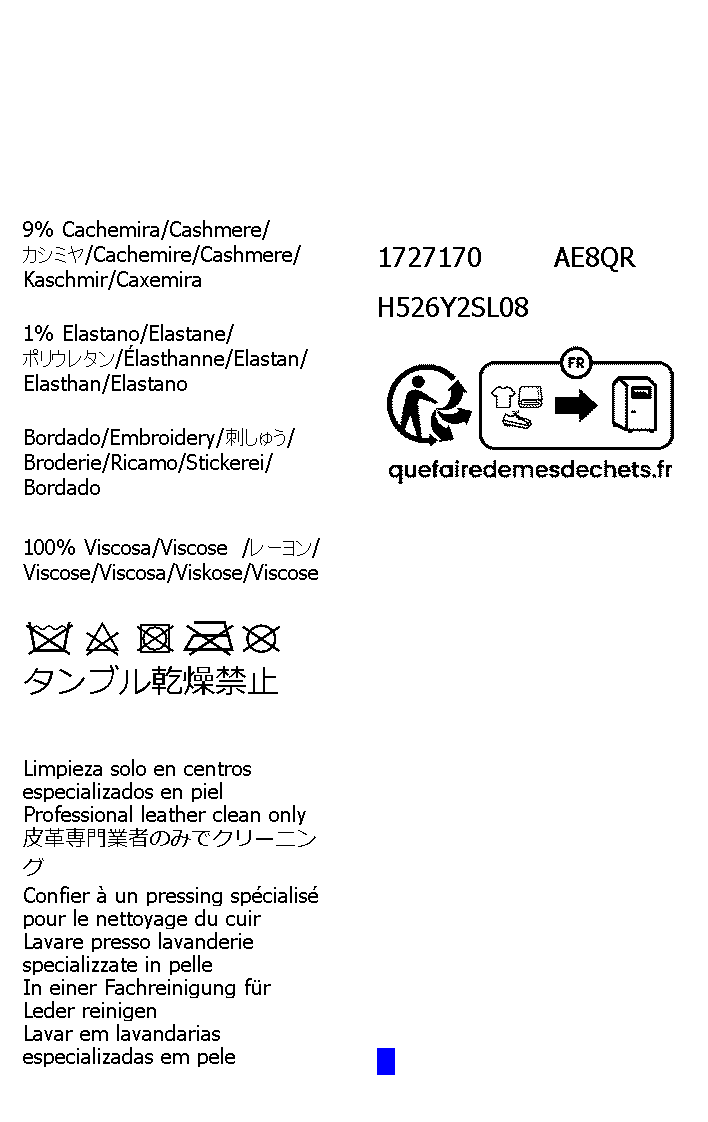 9% Cachemira/Cashmere/
カシミヤ/Cachemire/Cashmere/
Kaschmir/Caxemira
1% Elastano/Elastane/
ポリウレタン/Élasthanne/Elastan/
Elasthan/Elastano
Bordado/Embroidery/刺しゅう/
Broderie/Ricamo/Stickerei/
Bordado
100% Viscosa/Viscose /レーヨン/
Viscose/Viscosa/Viskose/Viscose
タンブル乾燥禁止
Limpieza solo en centros
especializados en piel
Professional leather clean only
皮革専門業者のみでクリーニン
グ
Confier à un pressing spécialisé
pour le nettoyage du cuir
Lavare presso lavanderie
specializzate in pelle
In einer Fachreinigung für
Leder reinigen
Lavar em lavandarias
especializadas em pele
1727170 AE8QR
H526Y2SL08
FR
quefairedemesdechets.fr